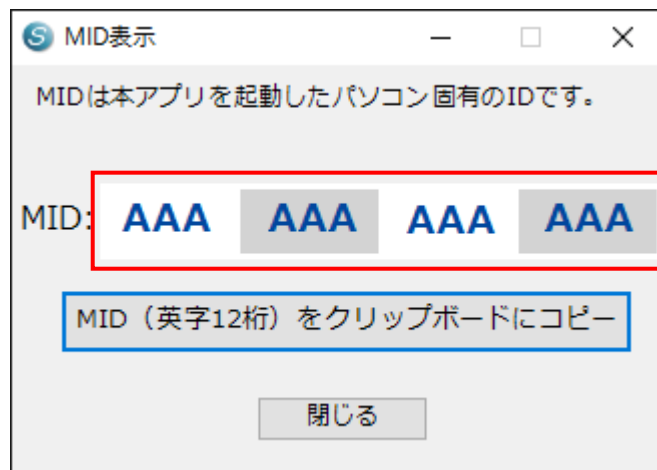 MID表示
MIDは本アプリを起動したパソコン固有のIDです。
MID: AAA AAA AAA AAA
MID（英字12桁）をクリップボードにコピー
閉じる